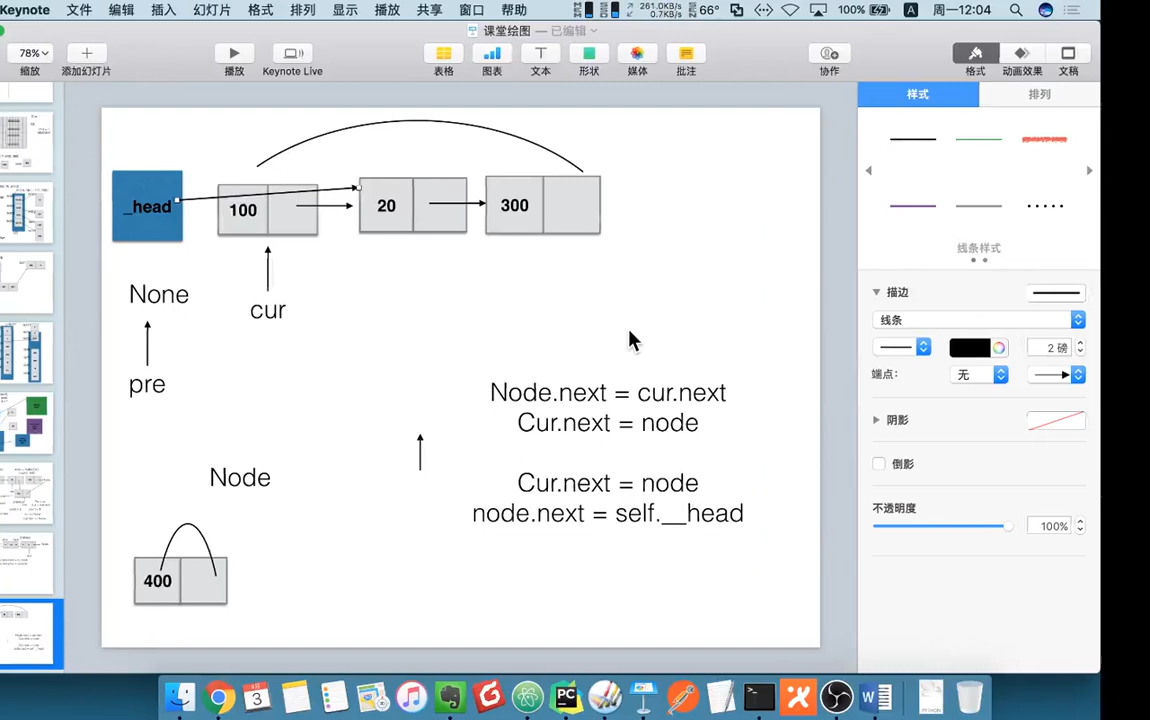 Keynote 文件 编辑 插入 幻灯片 格式 排列 显示 播放 共享 窗口 帮助 261.0KB/s 0.7KB/s 66° 100% A 周一12:04
课堂绘图 — 已编辑
78%
缩放 添加幻灯片 播放 Keynote Live 表格 图表 文本 形状 媒体 批注 协作 格式 动画效果 文稿
样式 排列
_head 100 20 300
线条样式
None
cur
pre
描边
线条
2 磅
端点: 无
Node.next = cur.next
Cur.next = node
阴影
倒影
Node
Cur.next = node
node.next = self.__head
不透明度
100%
400
3
PC
W